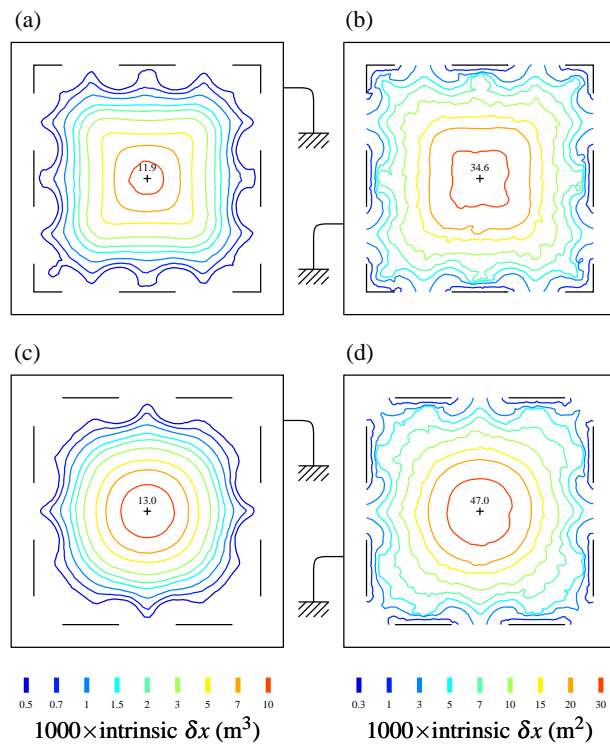 (a) (b)
11.9 34.6
(c) (d)
13.0 47.0
0.5 0.7 1 1.5 2 3 5 7 10 0.3 1 3 5 7 10 15 20 30
1000×intrinsic δx (m³) 1000×intrinsic δx (m²)